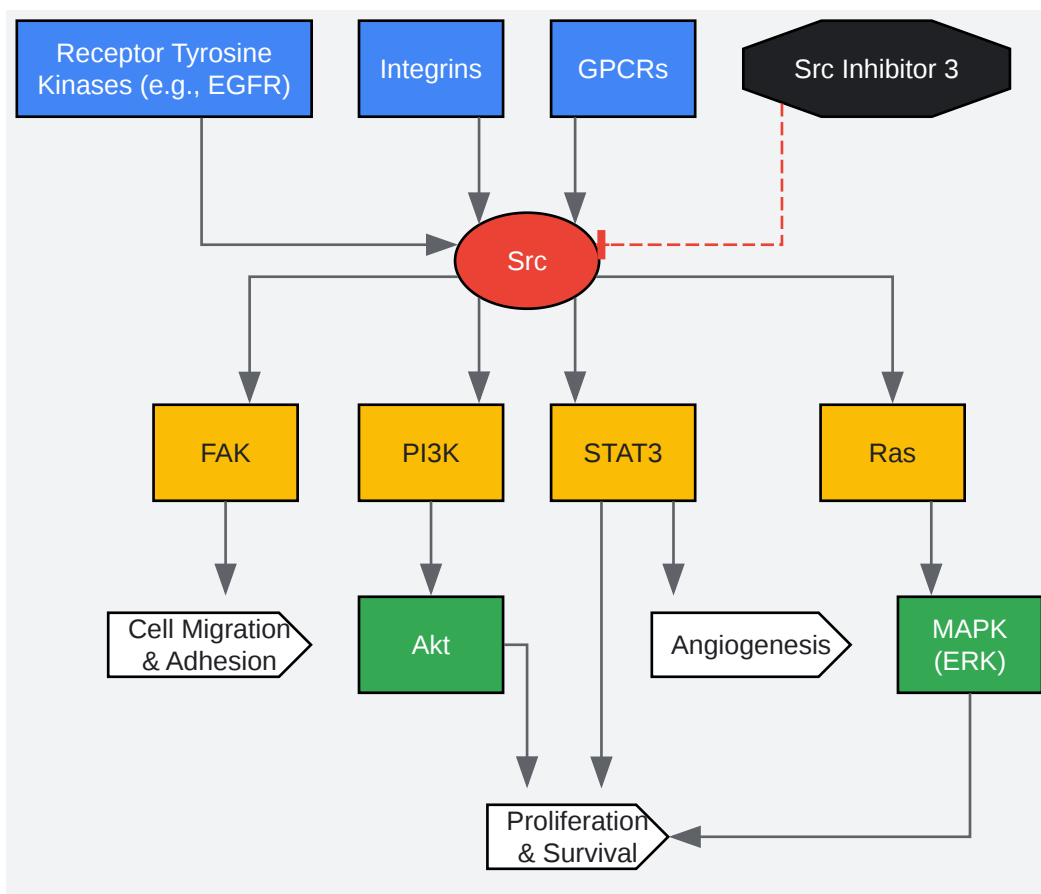 Receptor Tyrosine
Kinases (e.g., EGFR)
Integrins
GPCRs
Src Inhibitor 3
Src
FAK
PI3K
STAT3
Ras
Cell Migration
& Adhesion
Akt
Angiogenesis
MAPK
(ERK)
Proliferation
& Survival